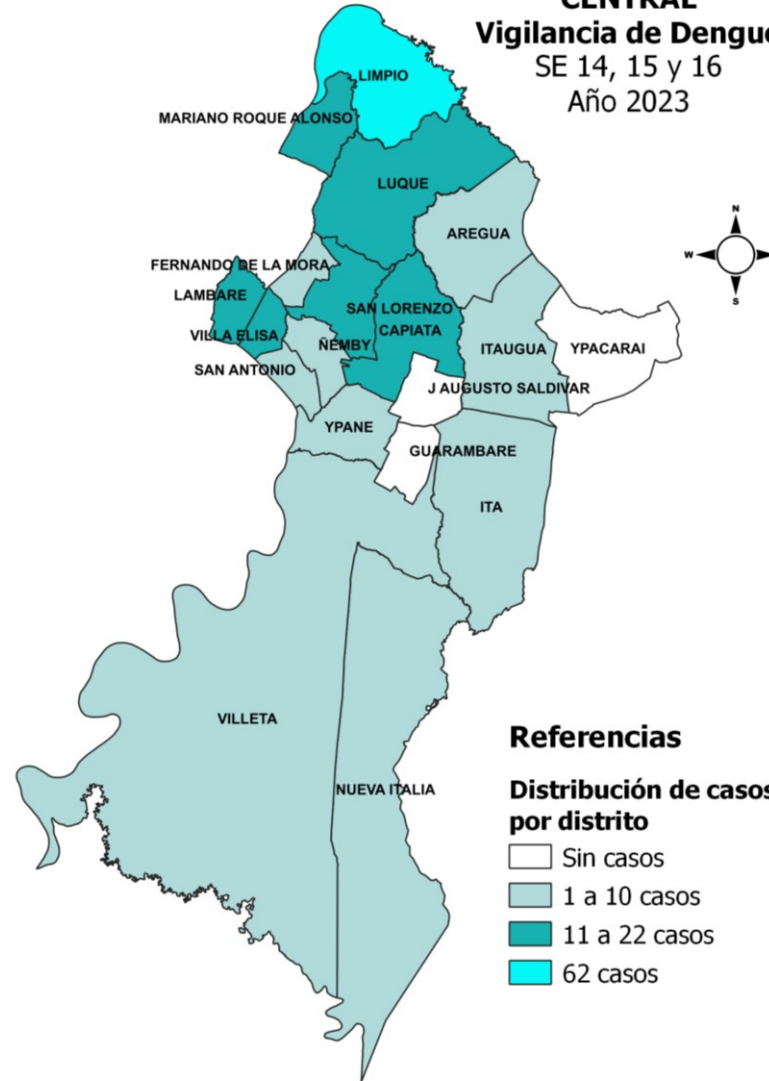 CENTRAL
Vigilancia de Dengue
SE 14, 15 y 16
Año 2023
LIMPIO
MARIANO ROQUE ALONSO
LUQUE
AREGUA
N
W
S
FERNANDO DE LA MORA
LAMBARE
SAN LORENZO
VILLA ELISA
CAPIATA
ÑEMBY
ITAUGUA
YPACARAI
SAN ANTONIO
J AUGUSTO SALDIVAR
YPANE
GUARAMBARE
ITA
VILLETA
NUEVA ITALIA
Referencias
Distribución de casos
por distrito
Sin casos
1 a 10 casos
11 a 22 casos
62 casos